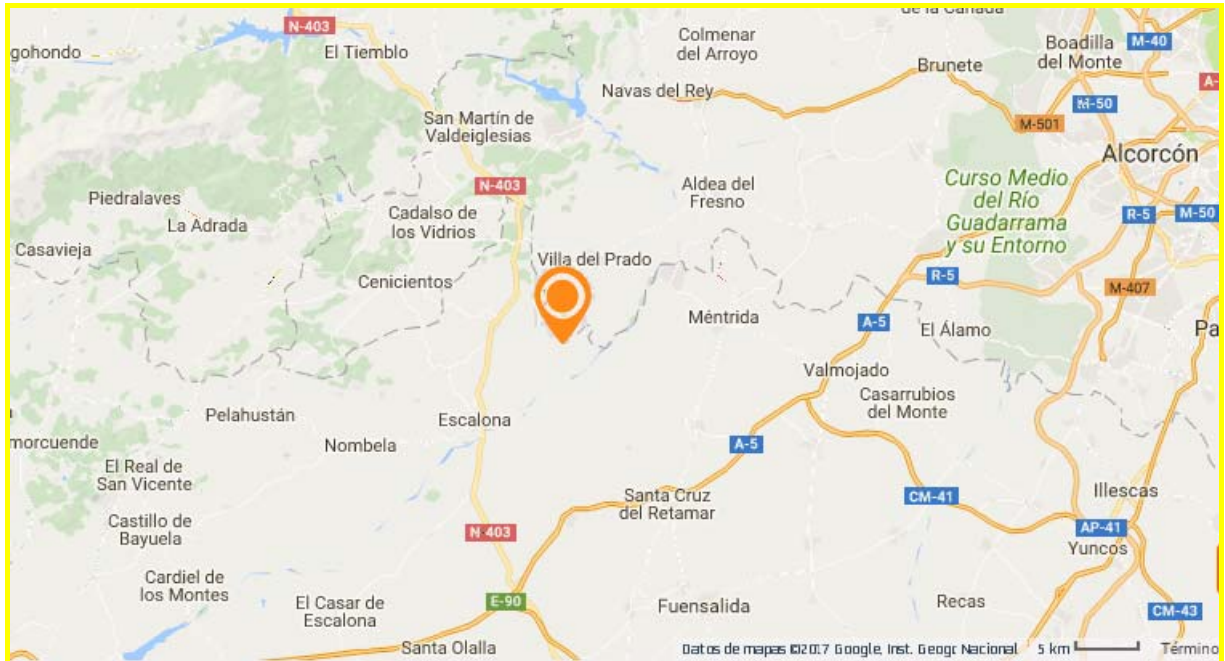 de la Cañada
N-403
gohondo
El Tiemblo
Colmenar
del Arroyo
Boadilla
del Monte
M-40
Brunete
A-
Navas del Rey
M-50
San Martín de
Valdeiglesias
M-501
Alcorcón
N-403
Piedralaves
Aldea del
Fresno
Curso Medio
del Río
Guadarrama
y su Entorno
La Adrada
Cadalso de
los Vidrios
R-5
M-50
Casavieja
Villa del Prado
Cenicientos
R-5
M-407
Méntrida
A-5
El Álamo
Pa
Valmojado
Casarrubios
del Monte
Pelahustán
Escalona
morcuende
Nombela
A-5
El Real de
San Vicente
Santa Cruz
del Retamar
CM-41
Illescas
Castillo de
Bayuela
N-403
AP-41
Yuncos
Cardiel de
los Montes
El Casar de
Escalona
E-90
Fuensalida
Recas
CM-43
Santa Olalla
Datos de mapas ©2017 Google, Inst. Geogr. Nacional
5 km
Término